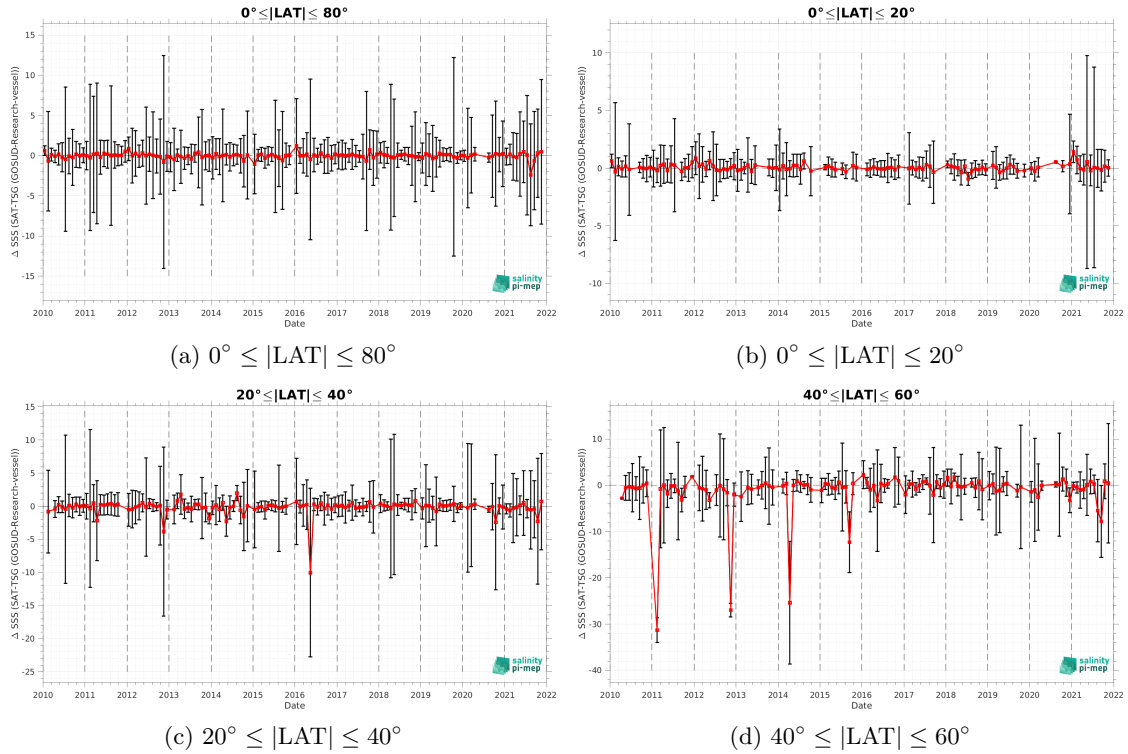 0°≤|LAT|≤ 80°
Δ SSS (SAT-TSG (GOSUD-Research-vessel))
15
10
5
0
-5
-10
-15
2010 2011 2012 2013 2014 2015 2016 2017 2018 2019 2020 2021 2022
Date
salinity
pi-mep
(a) 0° ≤ |LAT| ≤ 80°
0°≤|LAT|≤ 20°
Δ SSS (SAT-TSG (GOSUD-Research-vessel))
10
5
0
-5
-10
2010 2011 2012 2013 2014 2015 2016 2017 2018 2019 2020 2021 2022
Date
salinity
pi-mep
(b) 0° ≤ |LAT| ≤ 20°
20°≤|LAT|≤ 40°
Δ SSS (SAT-TSG (GOSUD-Research-vessel))
15
10
5
0
-5
-10
-15
-20
-25
2010 2011 2012 2013 2014 2015 2016 2017 2018 2019 2020 2021 2022
Date
salinity
pi-mep
(c) 20° ≤ |LAT| ≤ 40°
40°≤|LAT|≤ 60°
Δ SSS (SAT-TSG (GOSUD-Research-vessel))
10
0
-10
-20
-30
-40
2010 2011 2012 2013 2014 2015 2016 2017 2018 2019 2020 2021 2022
Date
salinity
pi-mep
(d) 40° ≤ |LAT| ≤ 60°